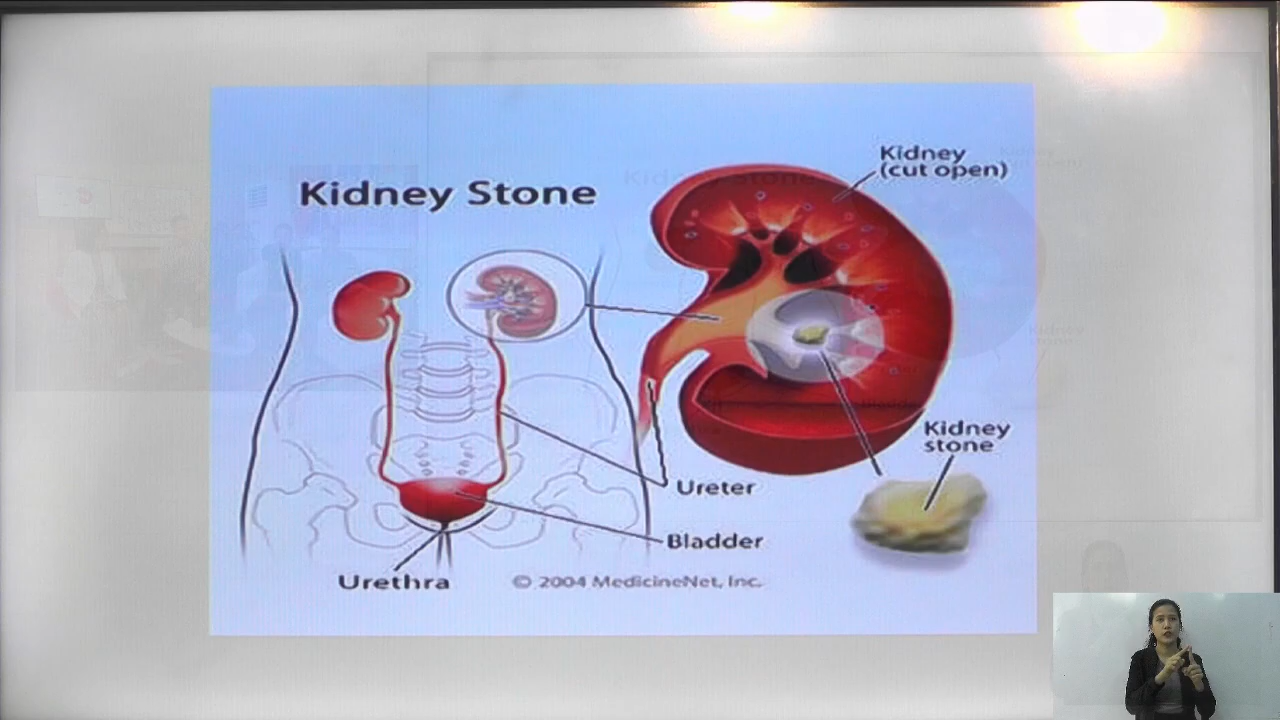 Kidney Stone
Kidney
(cut open)
Kidney
stone
Ureter
Bladder
Urethra
© 2004 MedicineNet, Inc.